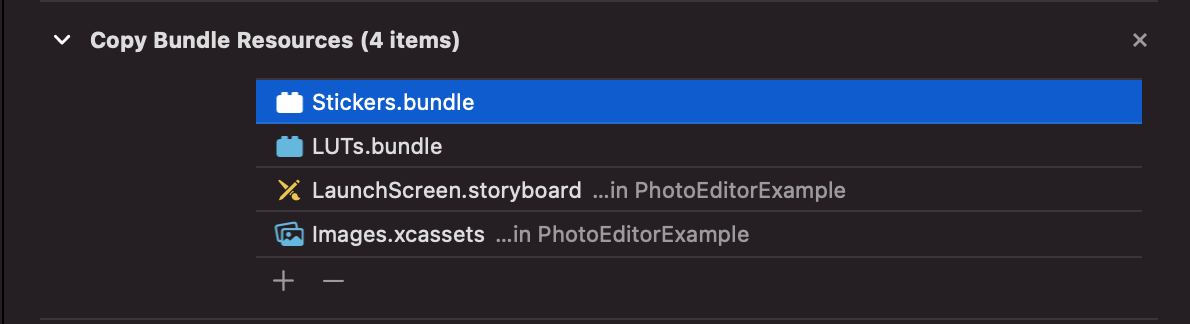 Copy Bundle Resources (4 items)
Stickers.bundle
LUTs.bundle
LaunchScreen.storyboard ...in PhotoEditorExample
Images.xcassets ...in PhotoEditorExample